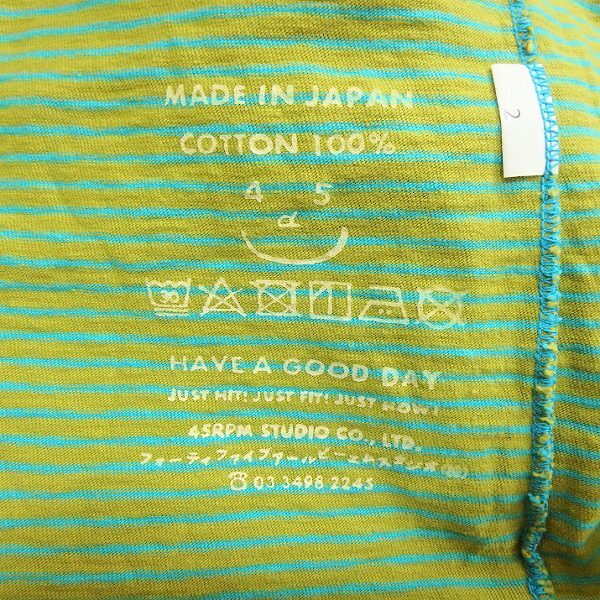 MADE IN JAPAN
COTTON 100%
4 5
R
30
HAVE A GOOD DAY
JUST HIT! JUST FIT! JUST NOW!
45RPM STUDIO CO., LTD.
フォーティファイブアールピーエムスタジオ(株)
☎03 3498 2245
2